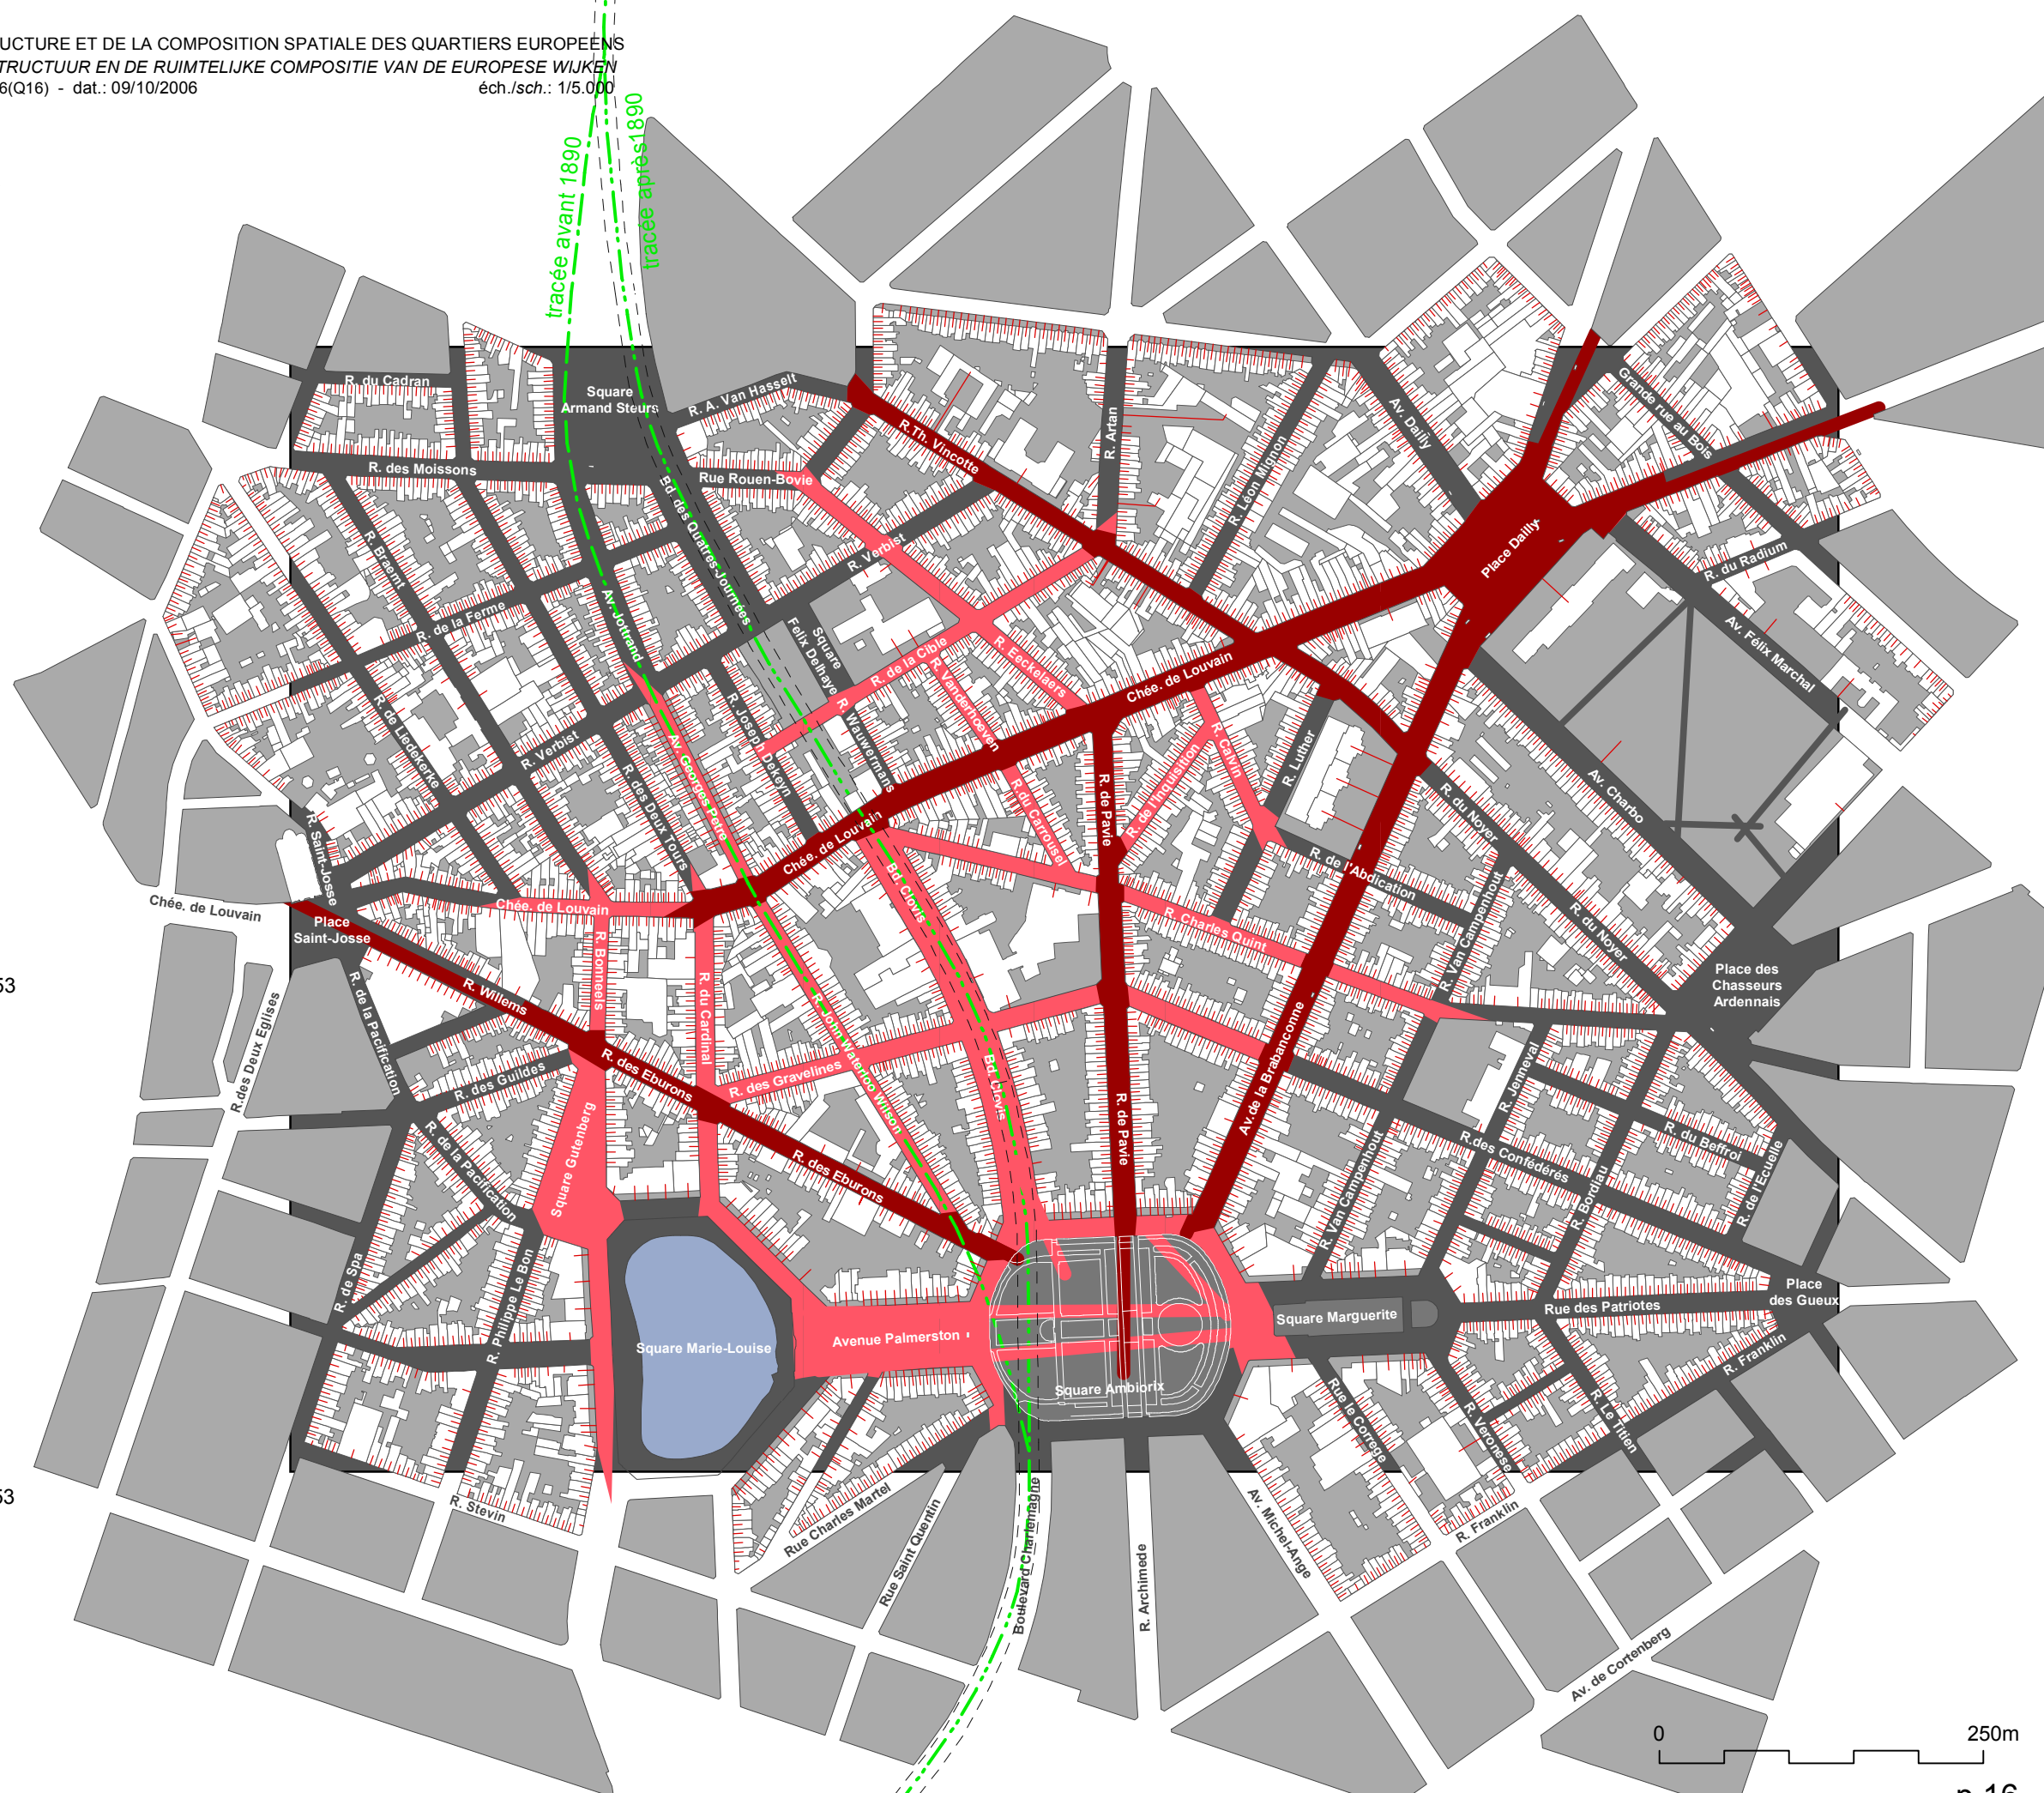 UCTURE ET DE LA COMPOSITION SPATIALE DES QUARTIERS EUROPEENS
TRUCTUUR EN DE RUIMTELIJKE COMPOSITIE VAN DE EUROPESE WIJKEN
6(Q16) - dat.: 09/10/2006 éch./sch.: 1/5.000
tracée avant 1890
tracée après1890
R. du Cadran
Square
Armand Steurs
R. A. Van Hasselt
R. des Moissons
Rue Rouen-Bovie
R.Th. Vincotte
R. Artan
R. Léon Mignon
Av. Dailly
Grande rue au Bois
Place Dailly
R. du Radium
Av. Félix Marchal
R. Braemt
R. de la Ferme
Av. Jottrand
Bd. des Quatres-Journées
R. Verbist
Square
Felix Delhaye
R. de la Cible
R. Vanderhoeven
R. Eeckelaers
Chée. de Louvain
R. de Liedekerke
R. Verbist
R. des Deux Tours
Av. Georges Petre
R. Joseph Dekeyn
R. Wauwermans
R du Carrousel
R. de Pavie
R. de l'Inquisition
R. Calvin
R. Luther
R. du Noyer
Av. Charbo
R. Saint-Josse
Chée. de Louvain
Bd. Clovis
R. de l'Abdication
R. Van Campenhout
R. du Noyer
Chée. de Louvain
Chée. de Louvain
Place
Saint-Josse
R. Charles Quint
Place des
Chasseurs
Ardennais
53
R. Willems
R. Bonneels
R. du Cardinal
R. John Waterloo Wilson
R.des Deux Eglises
R. de la Pacification
R. des Guildes
R. des Eburons
R. des Gravelines
Bd. Clovis
R. de Pavie
Av.de la Brabanconne
R. Jenneval
R. de la Pacification
Square Gutenberg
R. des Eburons
R. Van Campenhout
R.des Confédérés
R. Bordiau
R. du Beffroi
R. de l'Ecuelle
R. de Spa
R. Philippe Le Bon
Square Marie-Louise
Avenue Palmerston
Square Ambiorix
Square Marguerite
Rue des Patriotes
Place
des Gueux
R. Franklin
Rue le Correge
R. Veronese
R. Le Titien
53
R. Stevin
Rue Charles Martel
Rue Saint Quentin
Boulevard Charlemagne
R. Archimede
Av. Michel-Ange
R. Franklin
Av. de Cortenberg
0 250m
p.16